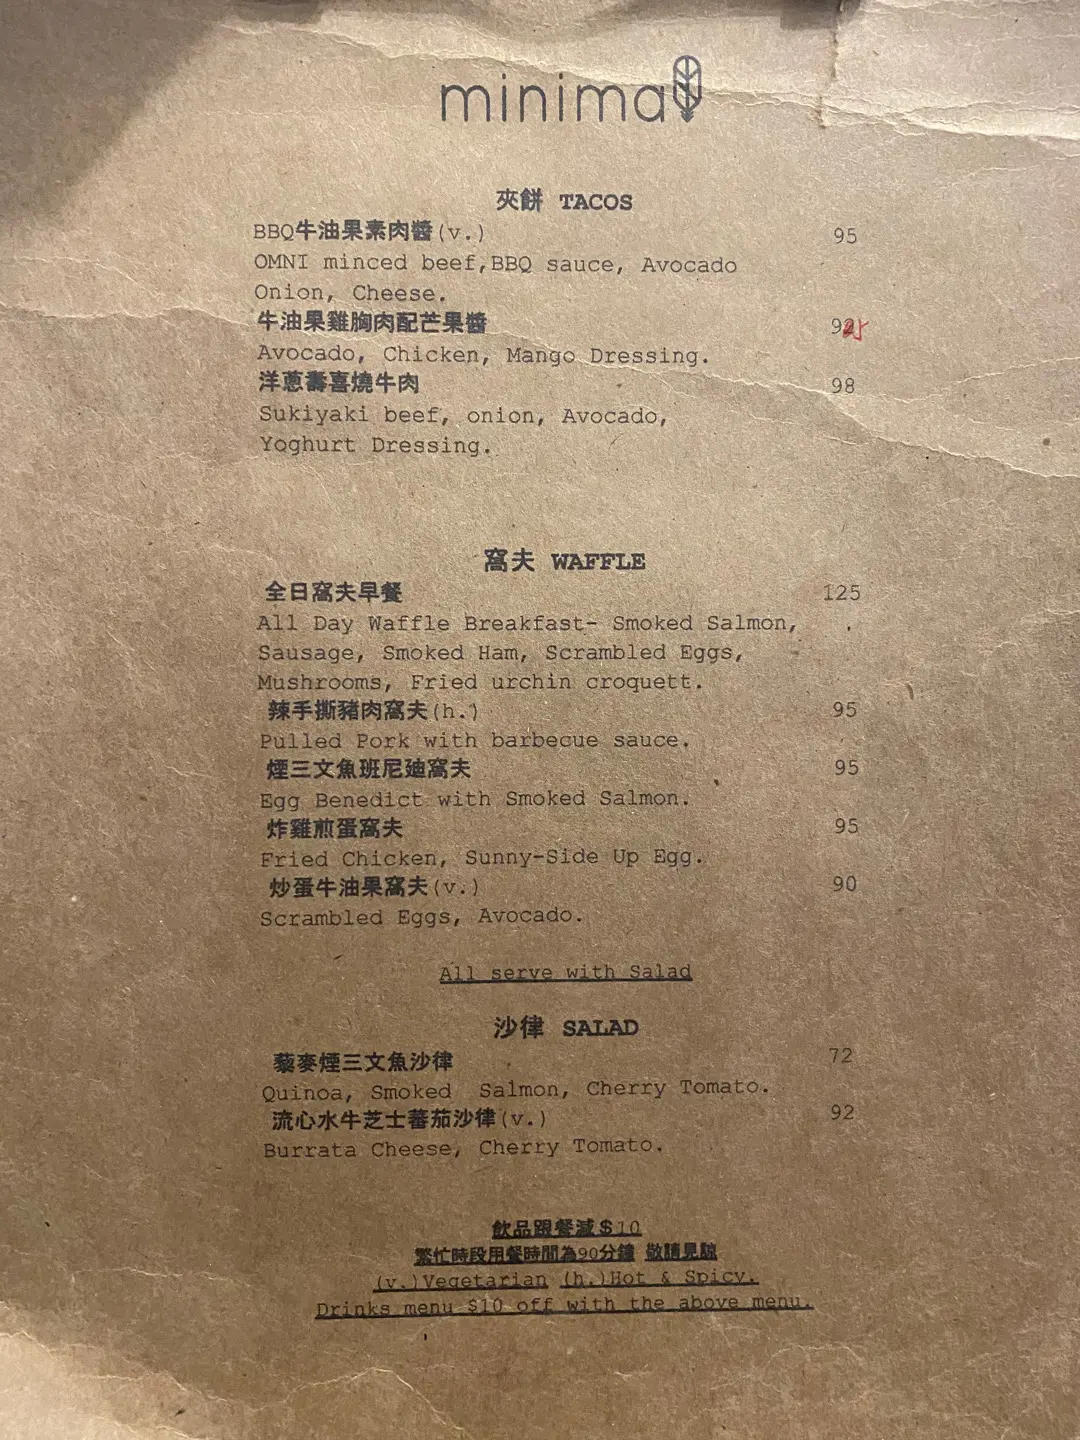 minimal
夾餅 TACOS
BBQ牛油果素肉醬(v.) 95
OMNI minced beef,BBQ sauce, Avocado
Onion, Cheese.
牛油果雞胸肉配芒果醬 9
Avocado, Chicken, Mango Dressing.
洋蔥壽喜燒牛肉 98
Sukiyaki beef, onion, Avocado,
Yoghurt Dressing.
窩夫 WAFFLE
全日窩夫早餐 125
All Day Waffle Breakfast- Smoked Salmon,
Sausage, Smoked Ham, Scrambled Eggs,
Mushrooms, Fried urchin croquett.
辣手撕豬肉窩夫(h.) 95
Pulled Pork with barbecue sauce.
煙三文魚班尼廸窩夫 95
Egg Benedict with Smoked Salmon.
炸雞煎蛋窩夫 95
Fried Chicken, Sunny-Side Up Egg.
炒蛋牛油果窩夫(v.) 90
Scrambled Eggs, Avocado.
All serve with Salad
沙律 SALAD
藜麥煙三文魚沙律 72
Quinoa, Smoked Salmon, Cherry Tomato.
流心水牛芝士蕃茄沙律(v.) 92
Burrata Cheese, Cherry Tomato.
飲品跟餐減$10
繁忙時段用餐時間為90分鐘 敬請見諒
(v.)Vegetarian (h.)Hot & Spicy.
Drinks menu $10 off with the above menu.